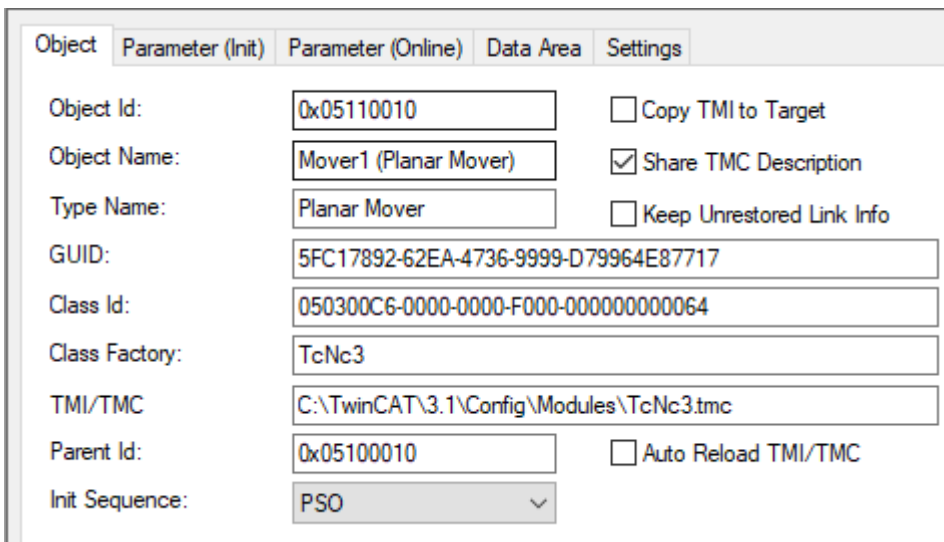 Object Parameter (Init) Parameter (Online) Data Area Settings
Object Id: 0x05110010 Copy TMI to Target
Object Name: Mover1 (Planar Mover) Share TMC Description
Type Name: Planar Mover Keep Unrestored Link Info
GUID: 5FC17892-62EA-4736-9999-D79964E87717
Class Id: 050300C6-0000-0000-F000-000000000064
Class Factory: TcNc3
TMI/TMC C:\TwinCAT\3.1\Config\Modules\TcNc3.tmc
Parent Id: 0x05100010 Auto Reload TMI/TMC
Init Sequence: PSO